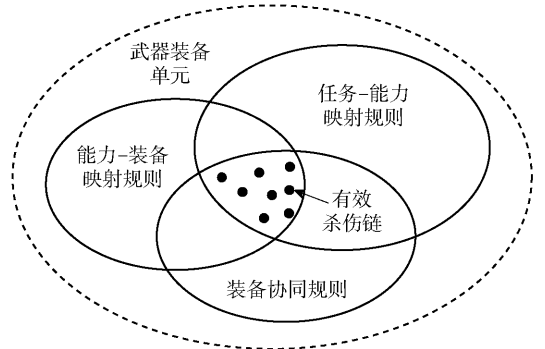 武器装备
单元
任务-能力
映射规则
能力-装备
映射规则
有效
杀伤链
装备协同规则